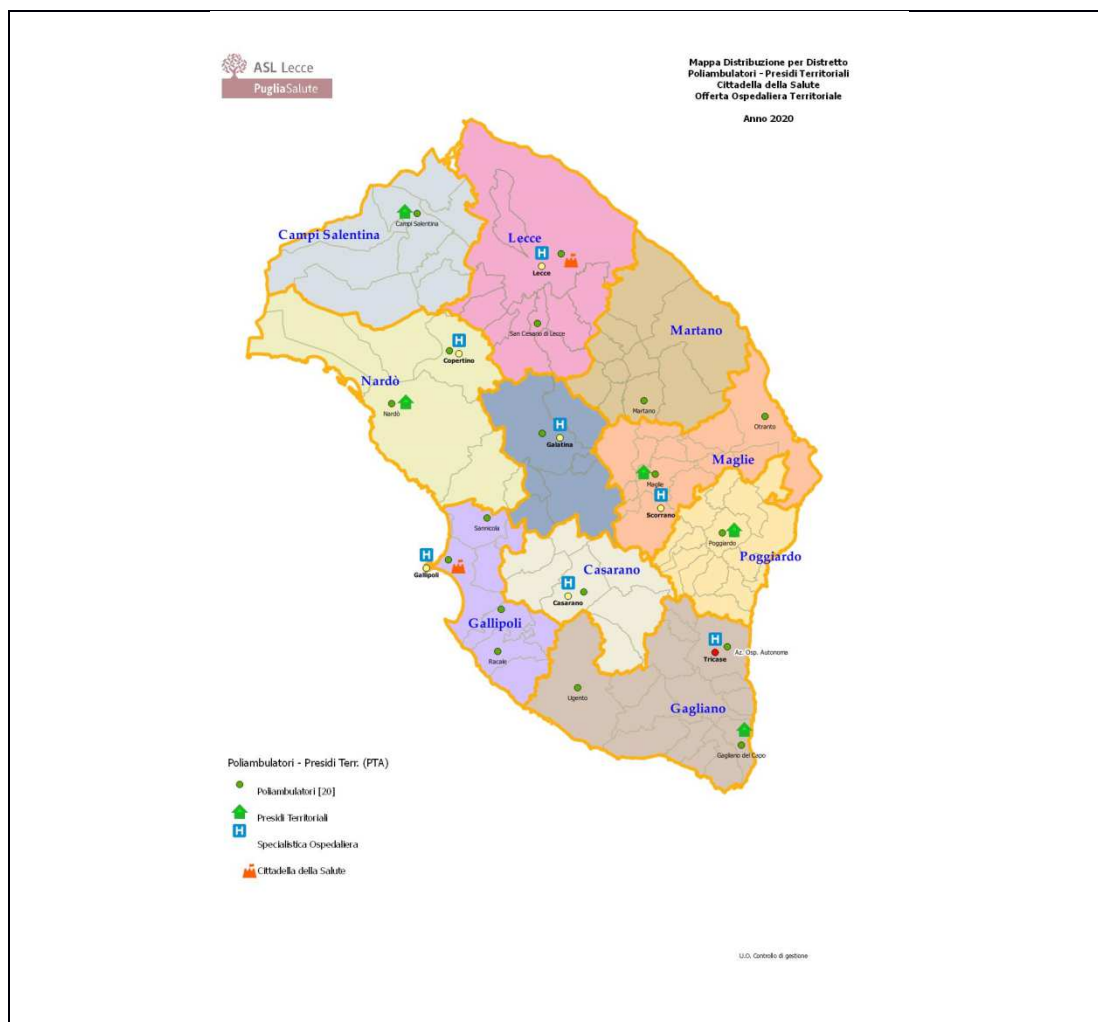 ASL Lecce
PugliaSalute
Mappa Distribuzione per Distretto
Poliambulatori - Presidi Territoriali
Cittadella della Salute
Offerta Ospedaliera Territoriale
Anno 2020
Campi Salentina
Campi Salentina
Lecce
H
Lecce
San Cesario di Lecce
Martano
Martano
H
Copertino
Nardò
Nardò
H
Galatina
Otranto
Maglie
Maglie
H
Scorrano
Sannicola
Poggiardo
Poggiardo
H
Gallipoli
Casarano
H
Casarano
Gallipoli
Racale
H
Tricase
Az. Osp. Autonoma
Ugento
Gagliano
Gagliano del Capo
Poliambulatori - Presidi Terr. (PTA)
Poliambulatori [20]
Presidi Territoriali
H
Specialistica Ospedaliera
Cittadella della Salute
U.O. Controllo di gestione